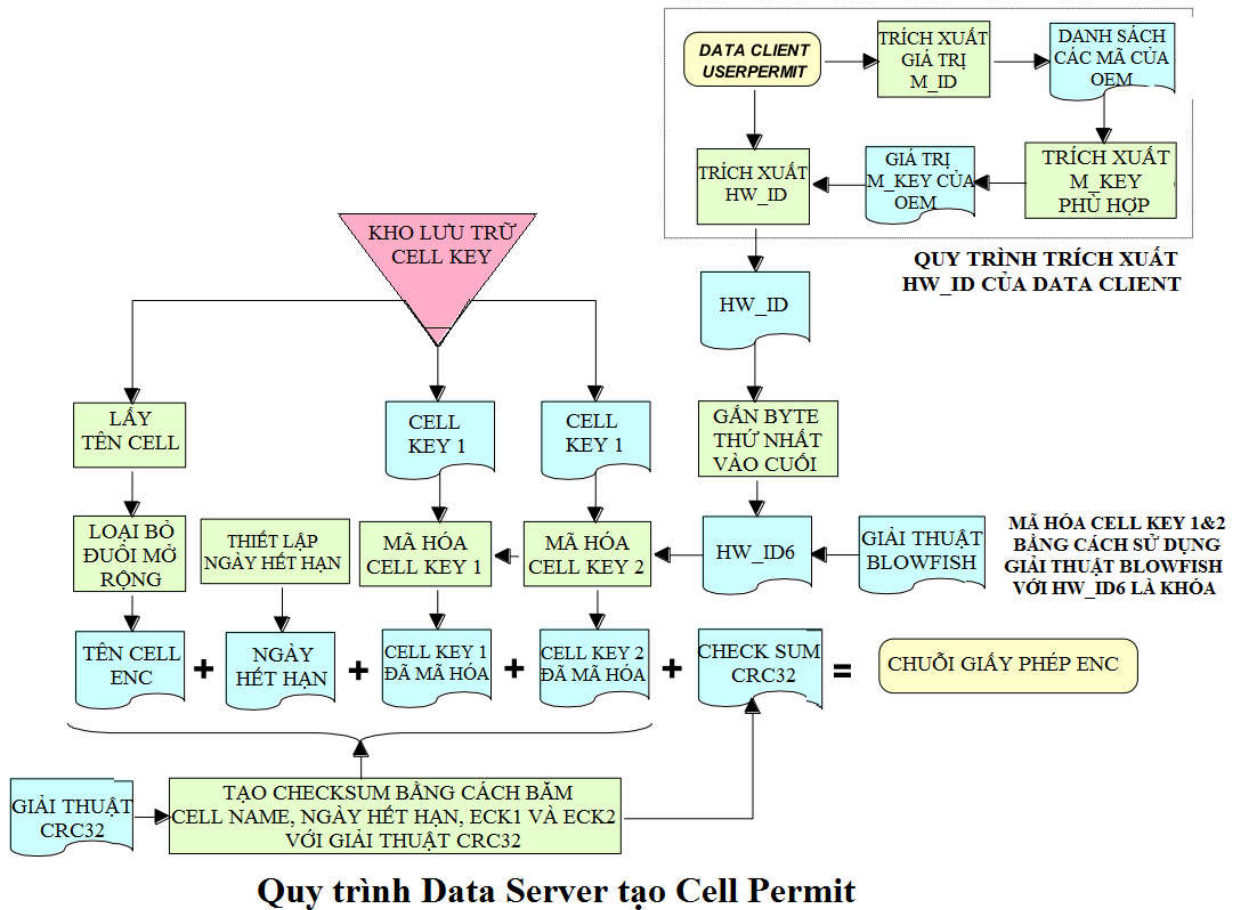 DATA CLIENT
USERPERMIT
TRÍCH XUẤT
GIÁ TRỊ
M_ID
DANH SÁCH
CÁC MÃ CỦA
OEM
TRÍCH XUẤT
HW_ID
GIÁ TRỊ
M_KEY CỦA
OEM
TRÍCH XUẤT
M_KEY
PHÙ HỢP
QUY TRÌNH TRÍCH XUẤT
HW_ID CỦA DATA CLIENT
KHO LƯU TRỮ
CELL KEY
HW_ID
LẤY
TÊN CELL
CELL
KEY 1
CELL
KEY 1
GẮN BYTE
THỨ NHẤT
VÀO CUỐI
LOẠI BỎ
ĐUÔI MỞ
RỘNG
THIẾT LẬP
NGÀY HẾT HẠN
MÃ HÓA
CELL KEY 1
MÃ HÓA
CELL KEY 2
HW_ID6
GIẢI THUẬT
BLOWFISH
MÃ HÓA CELL KEY 1&2
BẰNG CÁCH SỬ DỤNG
GIẢI THUẬT BLOWFISH
VỚI HW_ID6 LÀ KHÓA
TÊN CELL
ENC
+
NGÀY
HẾT HẠN
+
CELL KEY 1
ĐÃ MÃ HÓA
+
CELL KEY 2
ĐÃ MÃ HÓA
+
CHECK SUM
CRC32
=
CHUỖI GIẤY PHÉP ENC
GIẢI THUẬT
CRC32
TẠO CHECKSUM BẰNG CÁCH BĂM
CELL NAME, NGÀY HẾT HẠN, ECK1 VÀ ECK2
VỚI GIẢI THUẬT CRC32
Quy trình Data Server tạo Cell Permit